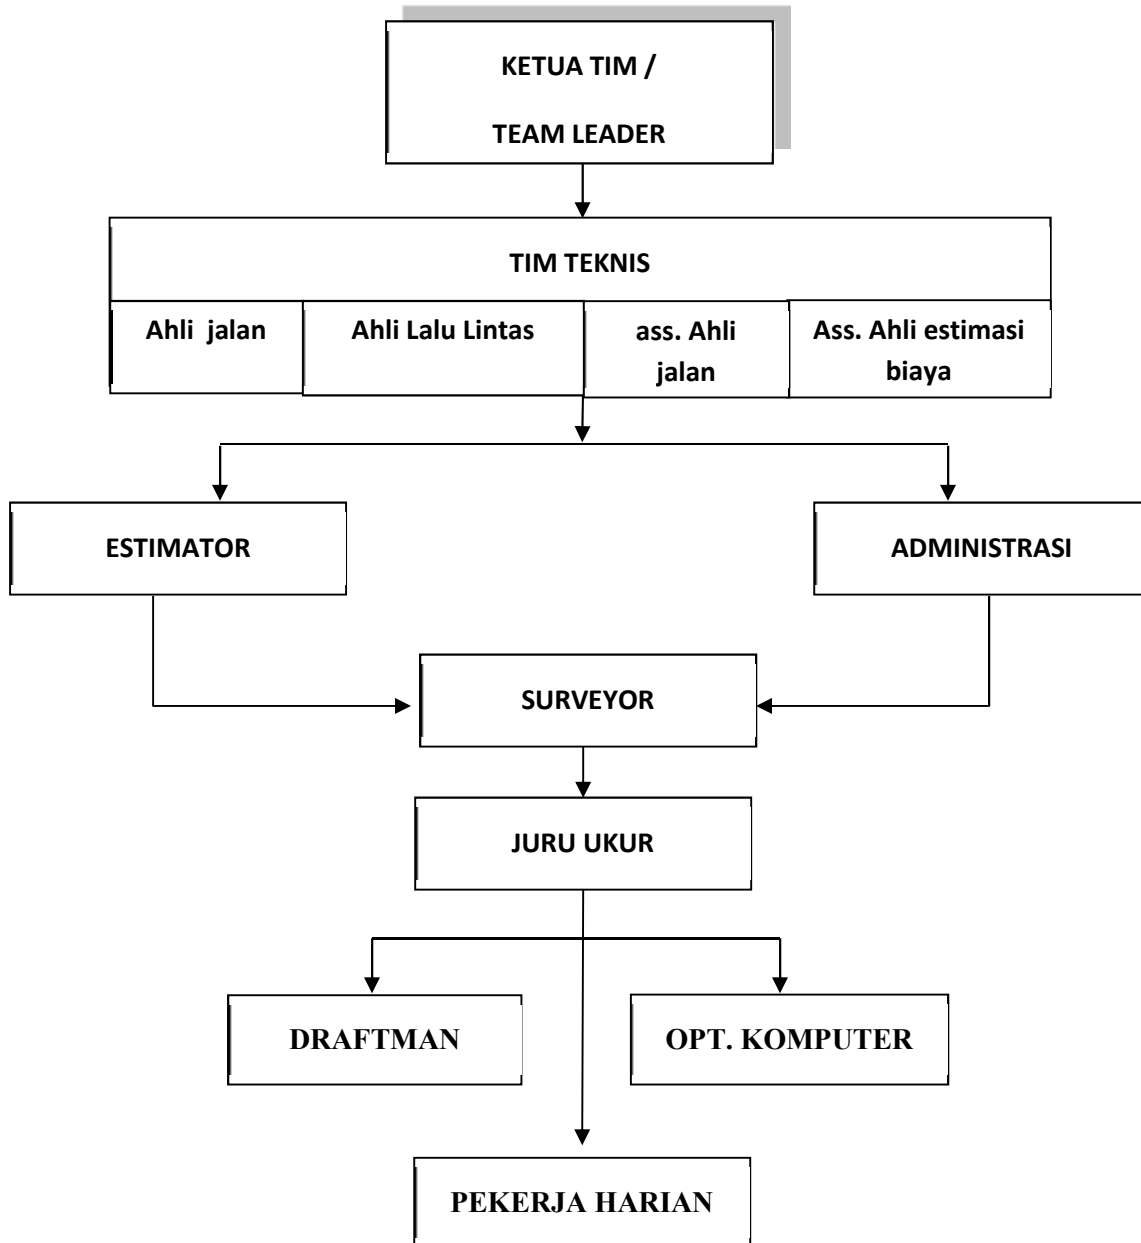 KETUA TIM /
TEAM LEADER
TIM TEKNIS
Ahli jalan
Ahli Lalu Lintas
ass. Ahli
jalan
Ass. Ahli estimasi
biaya
ESTIMATOR
ADMINISTRASI
SURVEYOR
JURU UKUR
DRAFTMAN
OPT. KOMPUTER
PEKERJA HARIAN